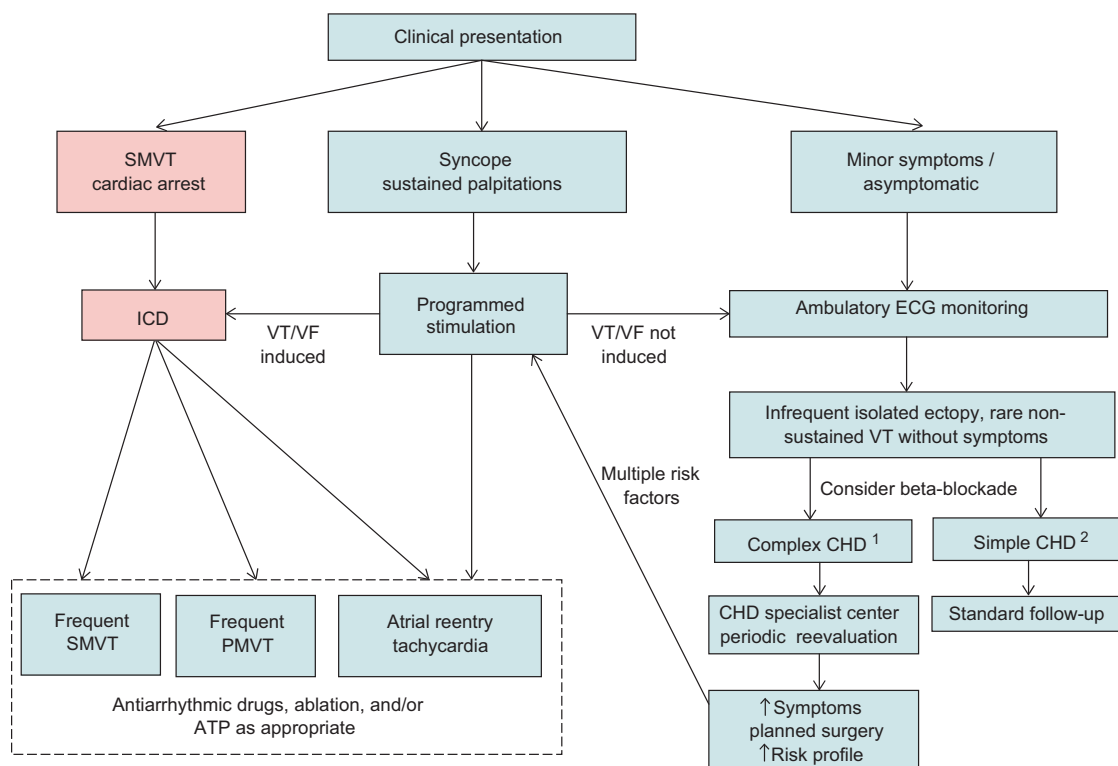 Clinical presentation
SMVT
cardiac arrest
Syncope
sustained palpitations
Minor symptoms /
asymptomatic
ICD
VT/VF
induced
Programmed
stimulation
VT/VF not
induced
Ambulatory ECG monitoring
Infrequent isolated ectopy, rare non-
sustained VT without symptoms
Multiple risk
factors
Consider beta-blockade
Complex CHD 1
Simple CHD 2
CHD specialist center
periodic reevaluation
Standard follow-up
Frequent
SMVT
Frequent
PMVT
Atrial reentry
tachycardia
Antiarrhythmic drugs, ablation, and/or
ATP as appropriate
↑Symptoms
planned surgery
↑Risk profile